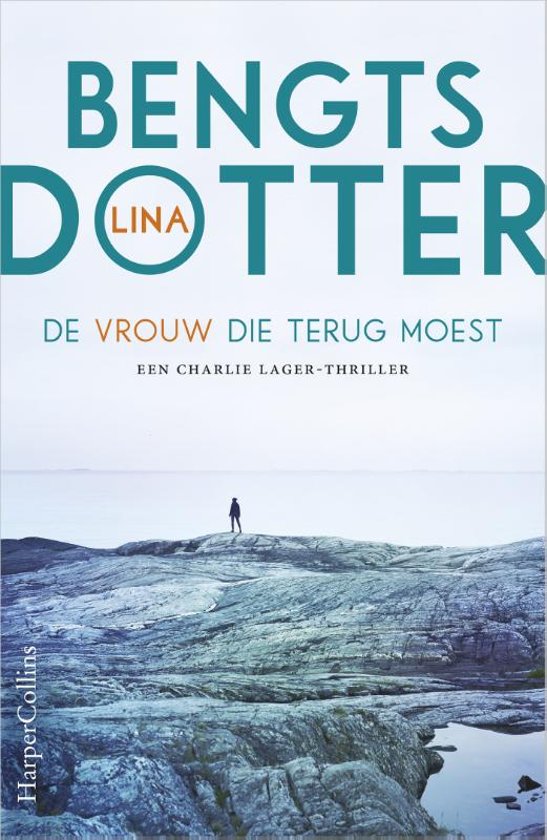 BENGTS
DOTTER
LINA
DE VROUW DIE TERUG MOEST
EEN CHARLIE LAGER-THRILLER
HarperCollins